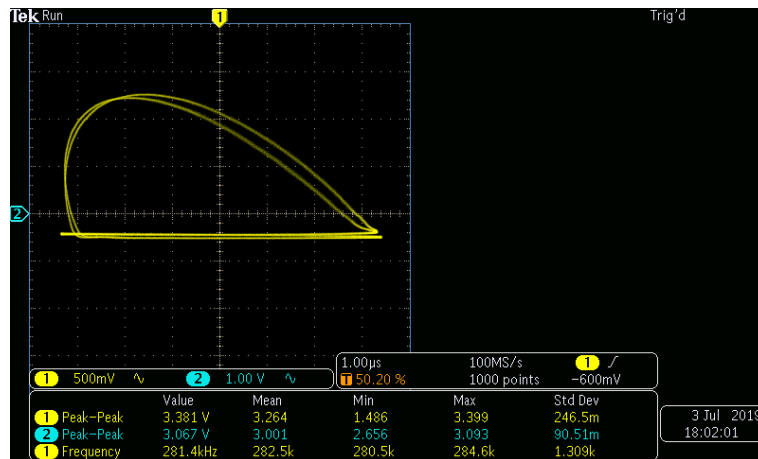 Tek Run Trig'd
1
2
1 500mV 2 1.00 V
1.00µs 100MS/s 1
T 50.20 % 1000 points -600mV
Value Mean Min Max Std Dev
1 Peak-Peak 3.381 V 3.264 1.486 3.399 246.5m
2 Peak-Peak 3.067 V 3.001 2.656 3.093 90.51m
1 Frequency 281.4kHz 282.5k 280.5k 284.6k 1.309k
3 Jul 2019
18:02:01